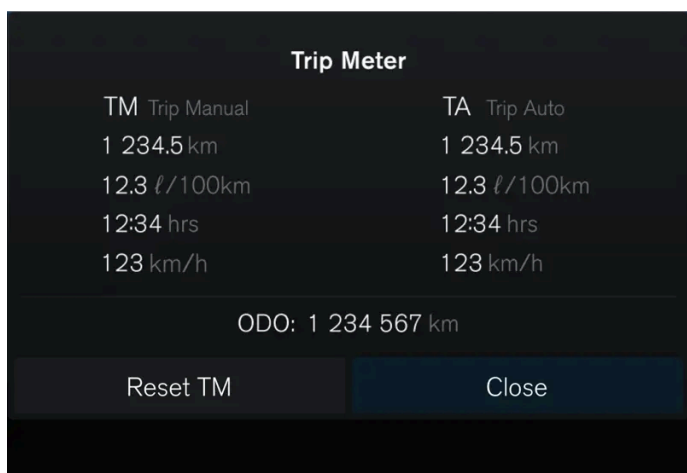 Trip Meter
TM Trip Manual
1 234.5 km
12.3 ℓ/100km
12:34 hrs
123 km/h
TA Trip Auto
1 234.5 km
12.3 ℓ/100km
12:34 hrs
123 km/h
ODO: 1 234 567 km
Reset TM
Close